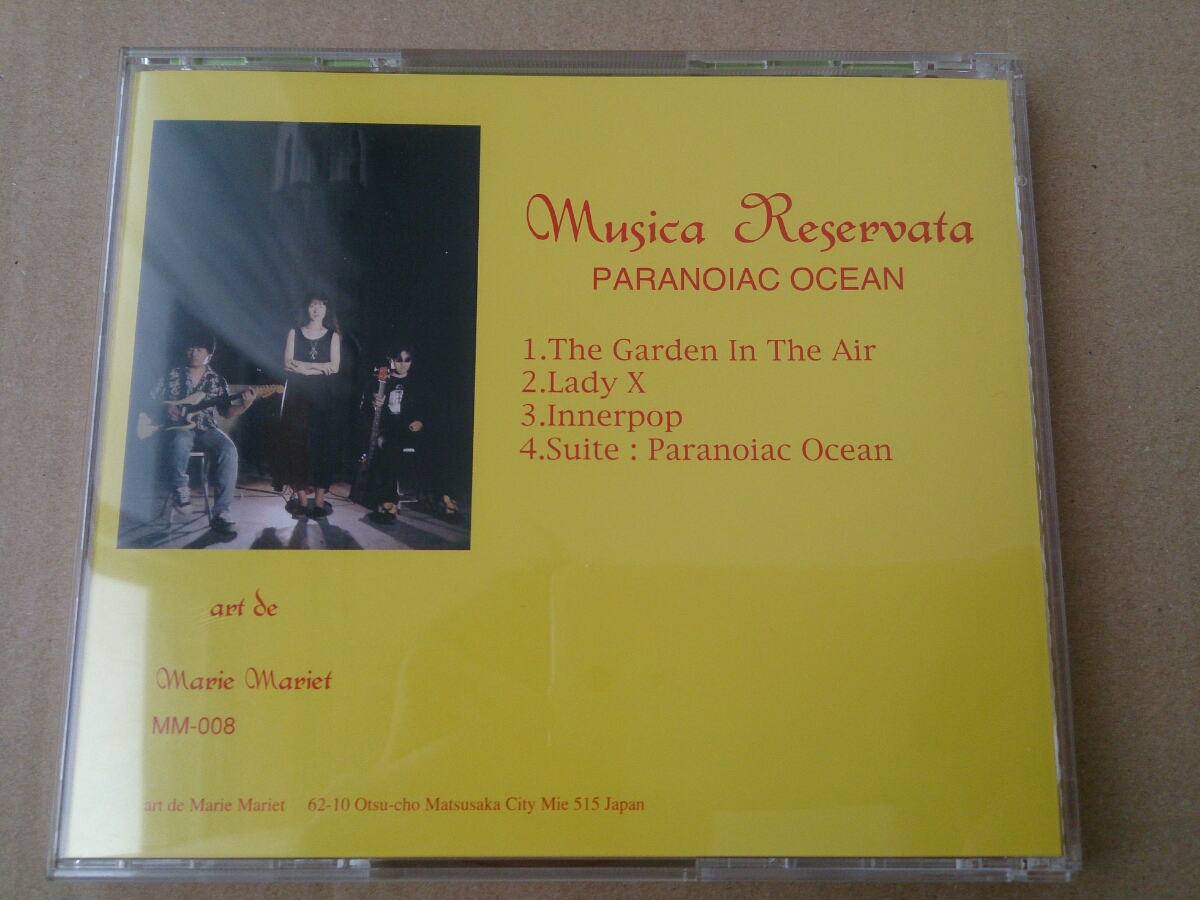 Musica Reservata
PARANOIAC OCEAN
1.The Garden In The Air
2.Lady X
3.Innerpop
4.Suite : Paranoiac Ocean
art de
Marie Mariet
MM-008
art de Marie Mariet 62-10 Otsu-cho Matsusaka City Mie 515 Japan